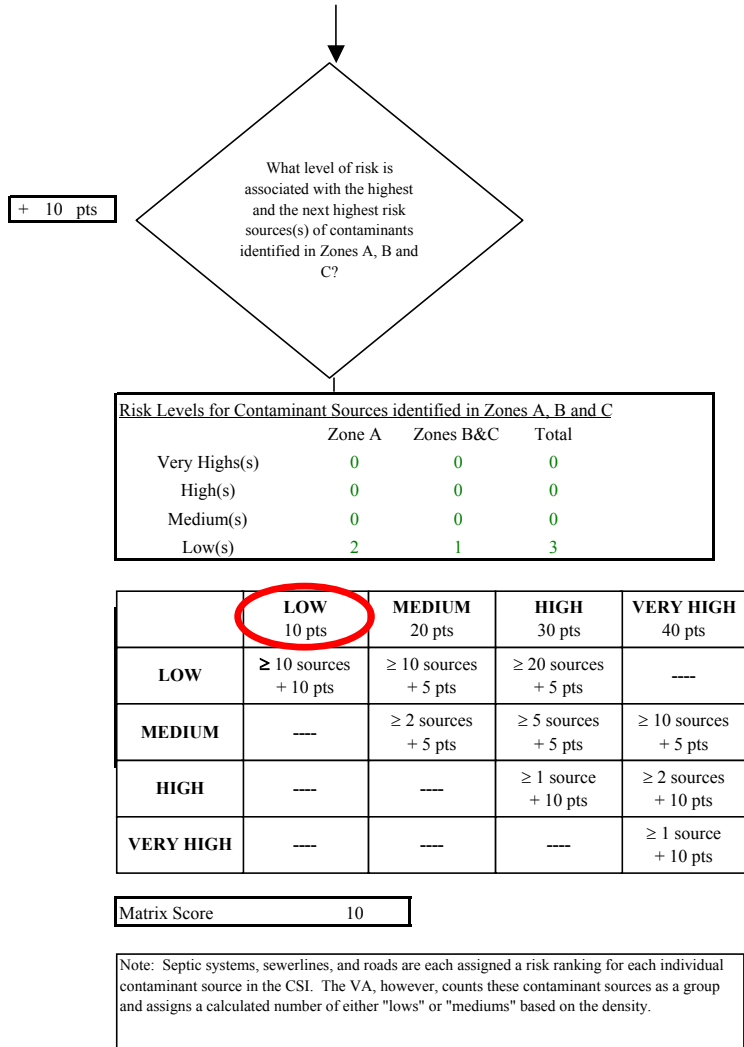 What level of risk is
associated with the highest
and the next highest risk
sources(s) of contaminants
identified in Zones A, B and
C?
+ 10 pts
Risk Levels for Contaminant Sources identified in Zones A, B and C
Zone A Zones B&C Total
Very Highs(s) 0 0 0
High(s) 0 0 0
Medium(s) 0 0 0
Low(s) 2 1 3
LOW MEDIUM HIGH VERY HIGH
10 pts 20 pts 30 pts 40 pts
LOW ≥ 10 sources + 10 pts ≥ 10 sources + 5 pts ≥ 20 sources + 5 pts ----
MEDIUM ---- ≥ 2 sources + 5 pts ≥ 5 sources + 5 pts ≥ 10 sources + 5 pts
HIGH ---- ---- ≥ 1 source + 10 pts ≥ 2 sources + 10 pts
VERY HIGH ---- ---- ---- ≥ 1 source + 10 pts
Matrix Score 10
Note: Septic systems, sewerlines, and roads are each assigned a risk ranking for each individual
contaminant source in the CSI. The VA, however, counts these contaminant sources as a group
and assigns a calculated number of either "lows" or "mediums" based on the density.